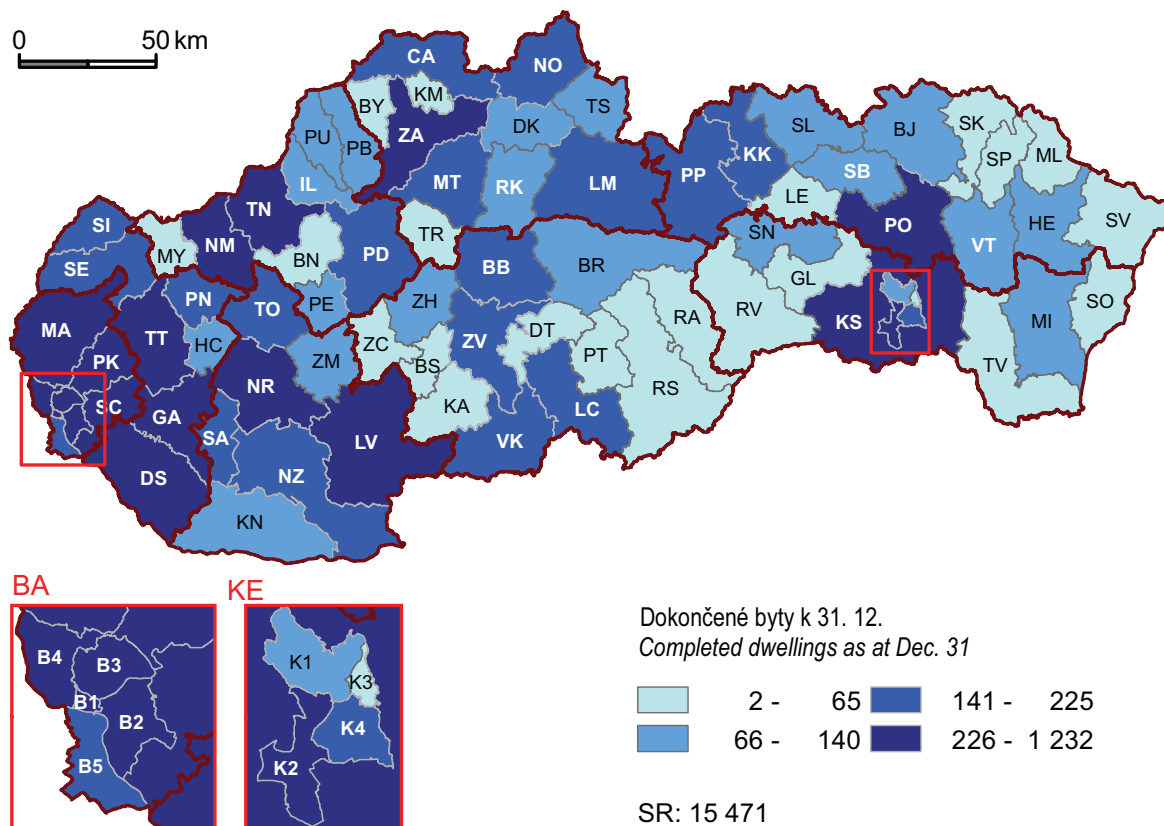 0 50 km
CA NO
BY KM TS
PU PB ZA DK SL BJ SK
IL MT RK LM PP KK SB SP ML
LE
TN PO HE SV
SI NM TR SN VT
MY BN PD BB BR
SE GL
PN TO PE ZH RV KS SO
MA TT RA MI
HC ZM ZC DT
PK ZV PT TV
NR BS RS
SC GA KA LC
SA LV VK
DS NZ
KN
BA KE
B4 B3 K1 K3
B1 B2 K4
B5 K2
Dokončené byty k 31. 12.
Completed dwellings as at Dec. 31
2 - 65 141 - 225
66 - 140 226 - 1 232
SR: 15 471